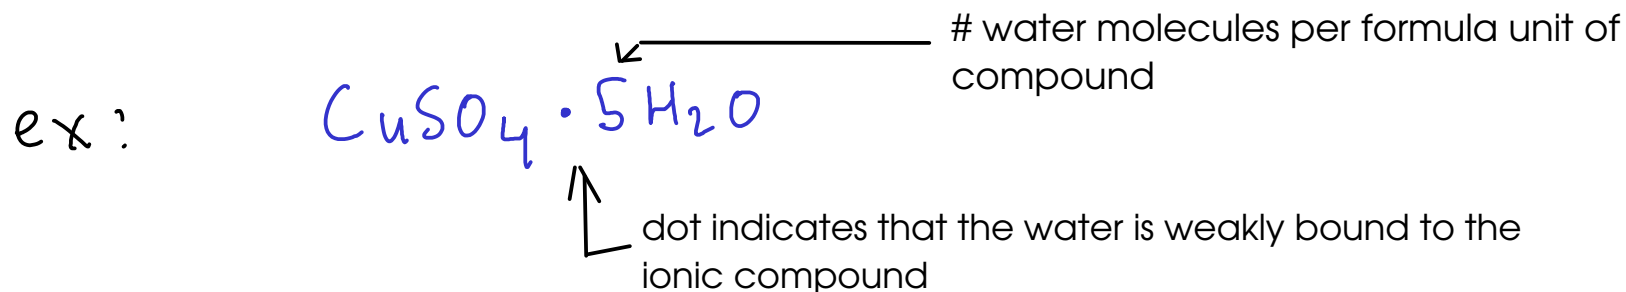 # water molecules per formula unit of
compound
ex: CuSO₄ · 5H₂O
dot indicates that the water is weakly bound to the
ionic compound